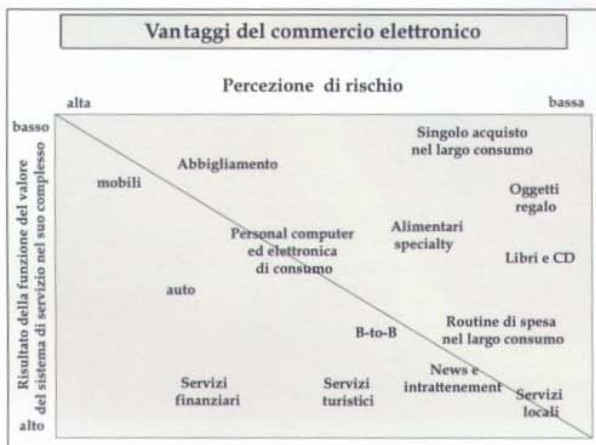 Vantaggi del commercio elettronico
Percezione di rischio
alta
bassa
basso
Risultato della funzione del valore
del sistema di servizio nel suo complesso
alto
Singolo acquisto
nel largo consumo
Abbigliamento
mobili
Oggetti
regalo
Alimentari
specialty
Personal computer
ed elettronica
di consumo
Libri e CD
auto
B-to-B
Routine di spesa
nel largo consumo
News e
intrattenement
Servizi
finanziari
Servizi
turistici
Servizi
locali